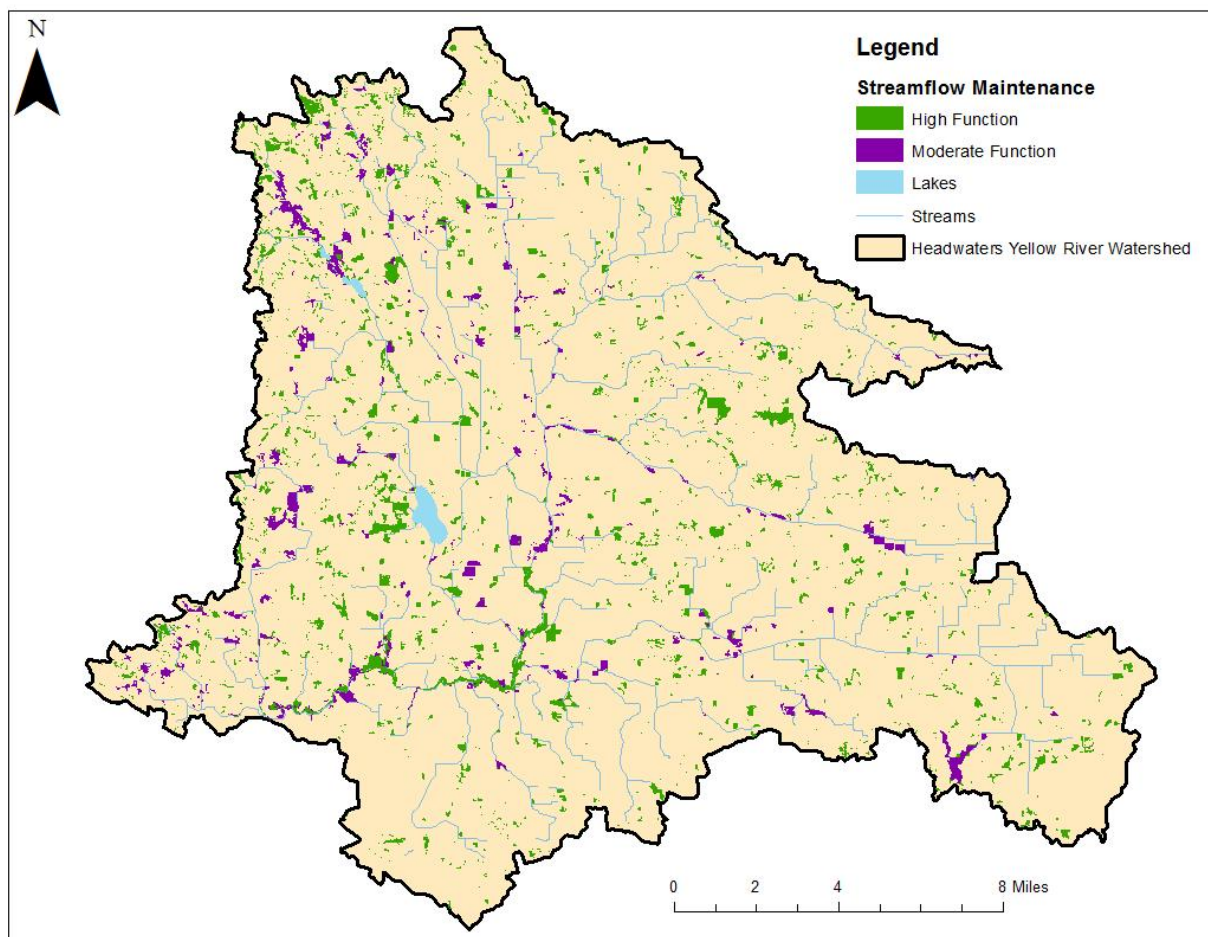 N
Legend
Streamflow Maintenance
High Function
Moderate Function
Lakes
Streams
Headwaters Yellow River Watershed
0 2 4 8 Miles